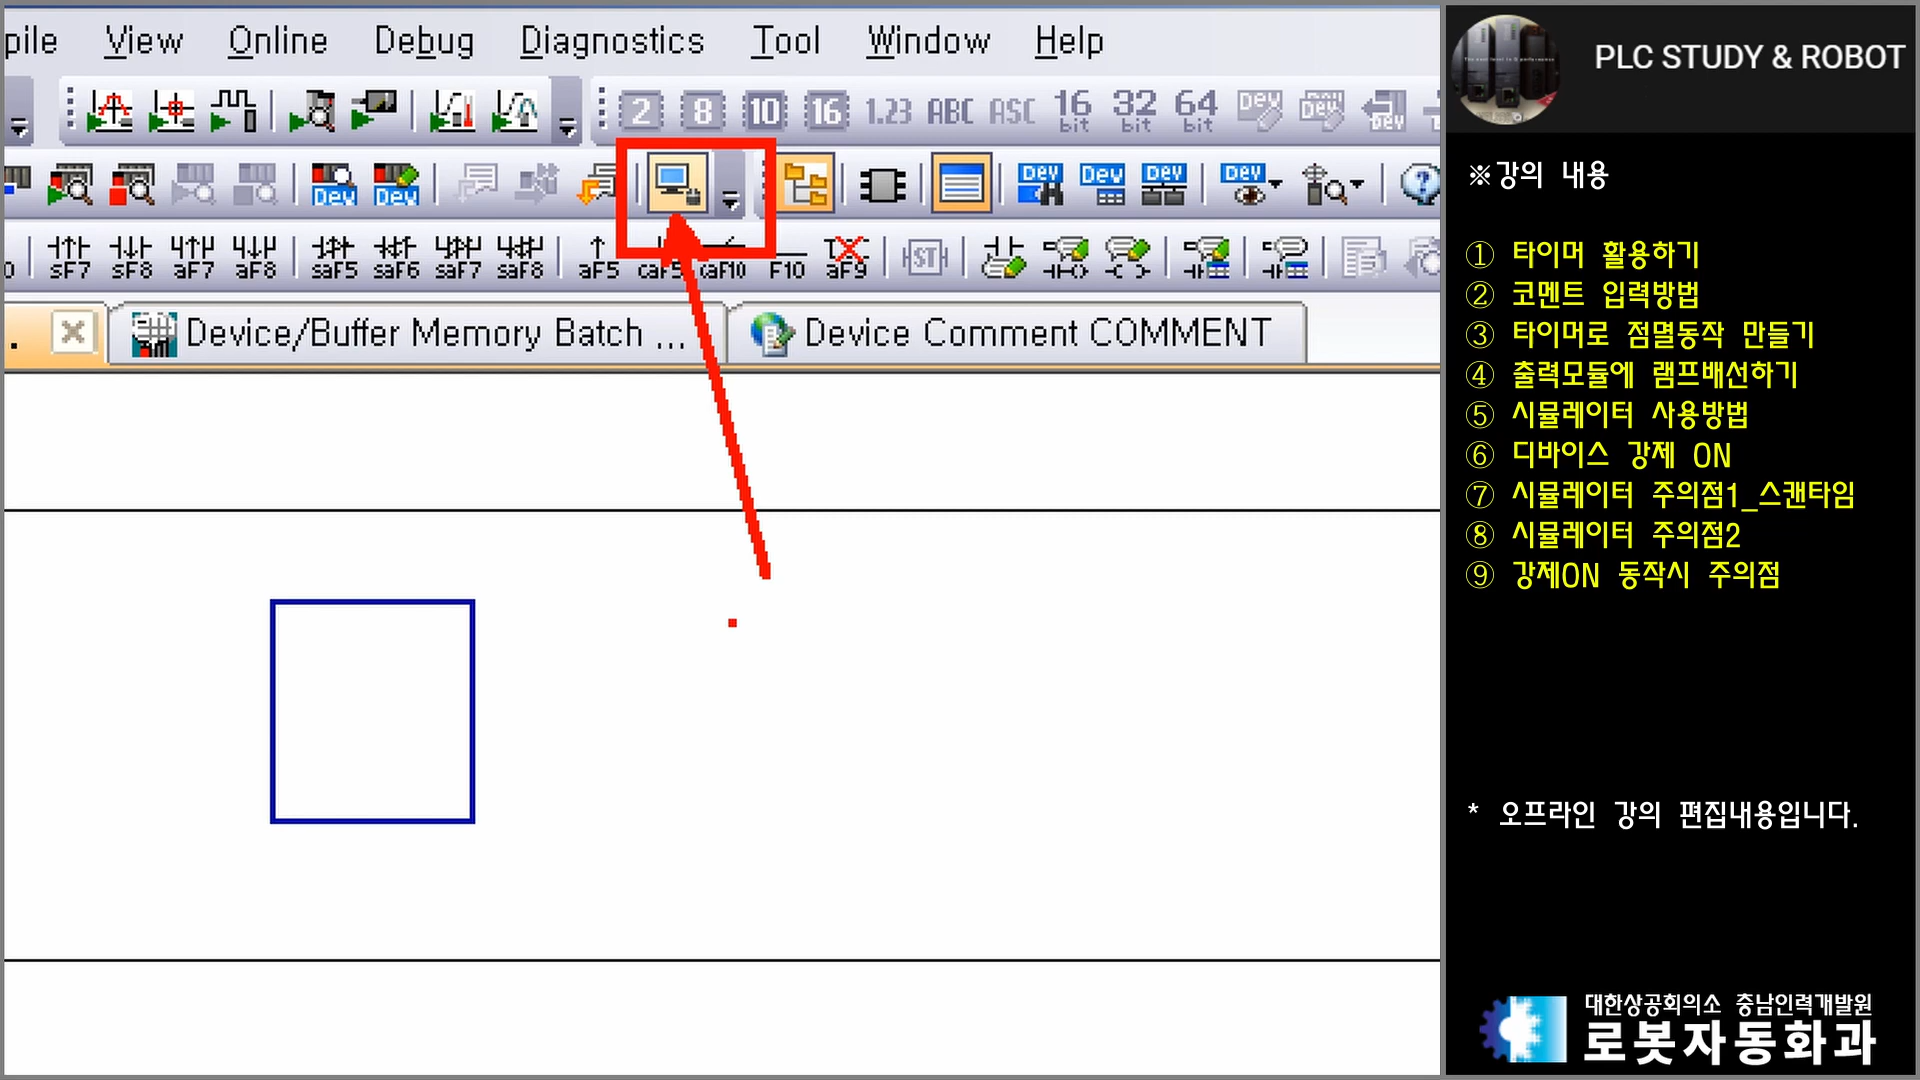 pile View Online Debug Diagnostics Tool Window Help
2 8 10 16 1.23 ABC ASC 16 bit 32 bit 64 bit Dev Dev Dev
Dev Dev Dev Dev Dev
sF7 sF8 aF7 aF8 saF5 saF6 saF7 saF8 aF5 caF5 caF10 F10 aF9 ST
Device/Buffer Memory Batch ...
Device Comment COMMENT
PLC STUDY & ROBOT
※강의 내용
① 타이머 활용하기
② 코멘트 입력방법
③ 타이머로 점멸동작 만들기
④ 출력모듈에 램프배선하기
⑤ 시뮬레이터 사용방법
⑥ 디바이스 강제 ON
⑦ 시뮬레이터 주의점1_스캔타임
⑧ 시뮬레이터 주의점2
⑨ 강제ON 동작시 주의점
* 오프라인 강의 편집내용입니다.
대한상공회의소 충남인력개발원
로봇자동화과